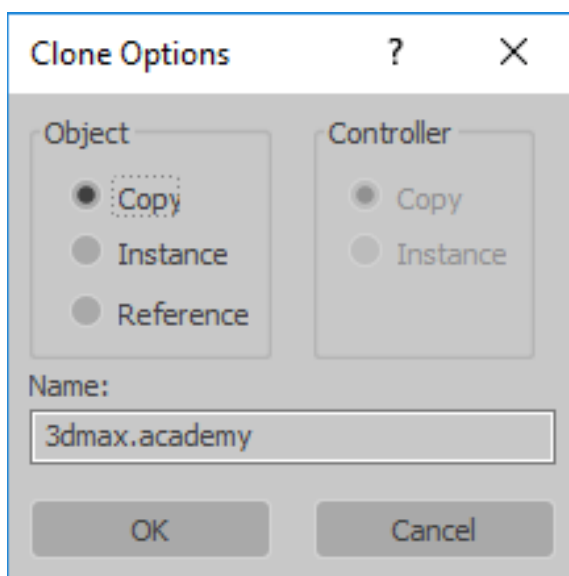 Clone Options ?
Object
Controller
Copy
Instance
Reference
Copy
Instance
Name:
3dmax.academy
OK
Cancel